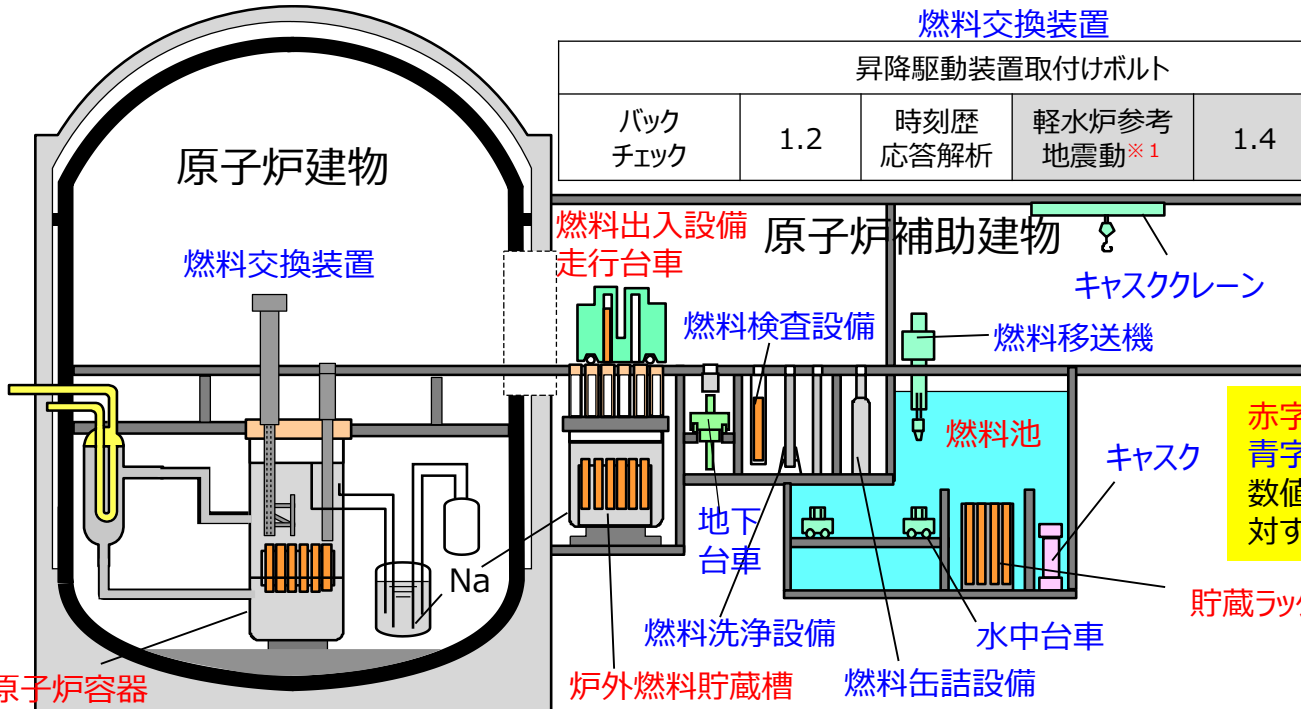 燃料交換装置
昇降駆動装置取付けボルト
バック
チェック
1.2
時刻歴
応答解析
軽水炉参考
地震動※1
1.4
原子炉建物
燃料交換装置
燃料出入設備
走行台車
原子炉補助建物
キャスククレーン
燃料検査設備
燃料移送機
燃料池
キャスク
赤字
青字
数値
対す
地下
台車
Na
燃料洗浄設備
水中台車
貯蔵ラック
原子炉容器
炉外燃料貯蔵槽
燃料缶詰設備